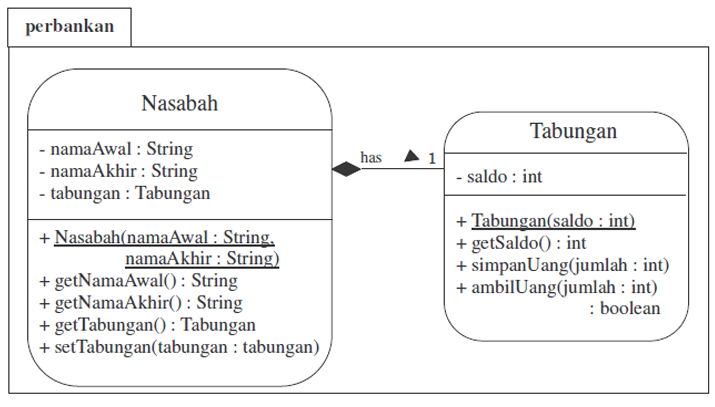 perbankan
Nasabah
- namaAwal : String
- namaAkhir : String
- tabungan : Tabungan
+ Nasabah(namaAwal : String,
namaAkhir : String)
+ getNamaAwal() : String
+ getNamaAkhir() : String
+ getTabungan() : Tabungan
+ setTabungan(tabungan : tabungan)
has
1
Tabungan
- saldo : int
+ Tabungan(saldo : int)
+ getSaldo() : int
+ simpanUang(jumlah : int)
+ ambilUang(jumlah : int)
: boolean